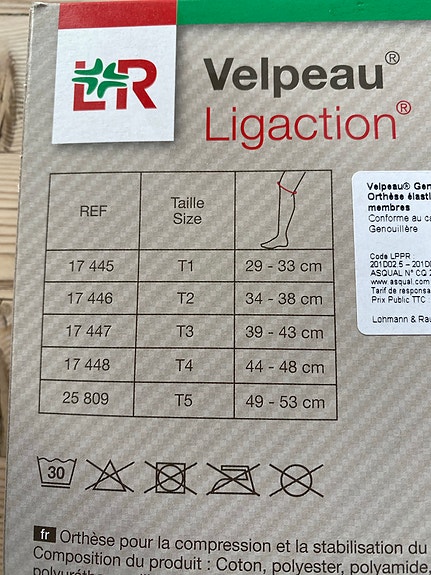 L&R
Velpeau®
Ligaction®
REF Taille Size
17 445 T1 29 - 33 cm
17 446 T2 34 - 38 cm
17 447 T3 39 - 43 cm
17 448 T4 44 - 48 cm
25 809 T5 49 - 53 cm
Velpeau® Gen
Orthèse élasti
membres
Conforme au ca
Genouillère
Code LPPR :
201D02.5 – 201D
ASQUAL N° CQ 2
www.asqual.com
Tarif de responsa
Prix Public TTC :
Lohmann & Rau
30
fr Orthèse pour la compression et la stabilisation du
Composition du produit : Coton, polyester, polyamide,